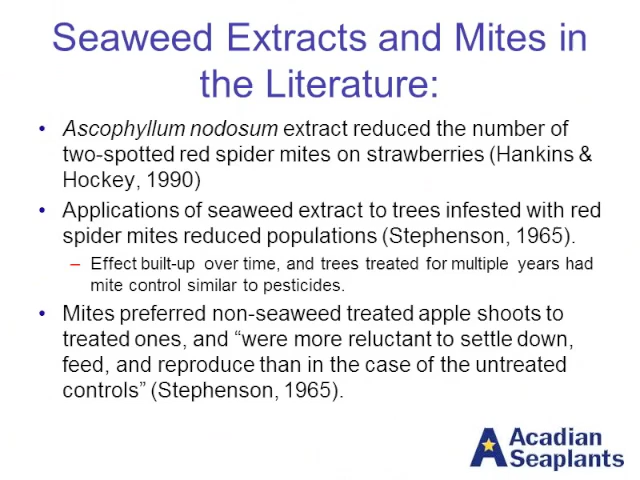 Seaweed Extracts and Mites in
the Literature:
• Ascophyllum nodosum extract reduced the number of
two-spotted red spider mites on strawberries (Hankins &
Hockey, 1990)
• Applications of seaweed extract to trees infested with red
spider mites reduced populations (Stephenson, 1965).
– Effect built-up over time, and trees treated for multiple years had
mite control similar to pesticides.
• Mites preferred non-seaweed treated apple shoots to
treated ones, and “were more reluctant to settle down,
feed, and reproduce than in the case of the untreated
controls” (Stephenson, 1965).
Acadian
Seaplants